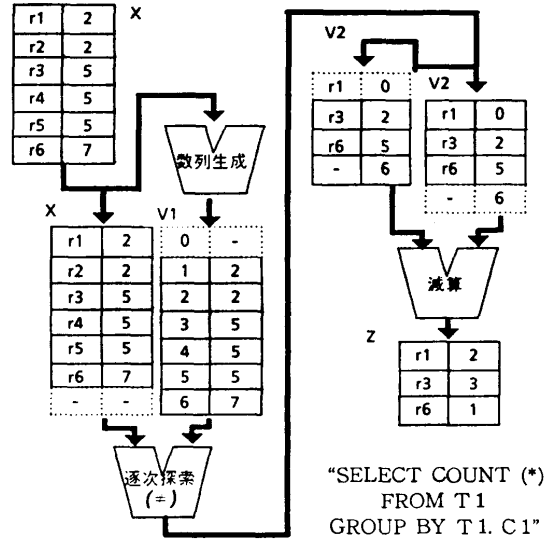 X
r1 2
r2 2
r3 5
r4 5
r5 5
r6 7
数列生成
X
r1 2
r2 2
r3 5
r4 5
r5 5
r6 7
- -
V1
0 -
1 2
2 2
3 5
4 5
5 5
6 7
逐次探索
(≠)
V2
r1 0
r3 2
r6 5
- 6
V2
r1 0
r3 2
r6 5
- 6
減算
Z
r1 2
r3 3
r6 1
"SELECT COUNT (*)
FROM T1
GROUP BY T1. C1"